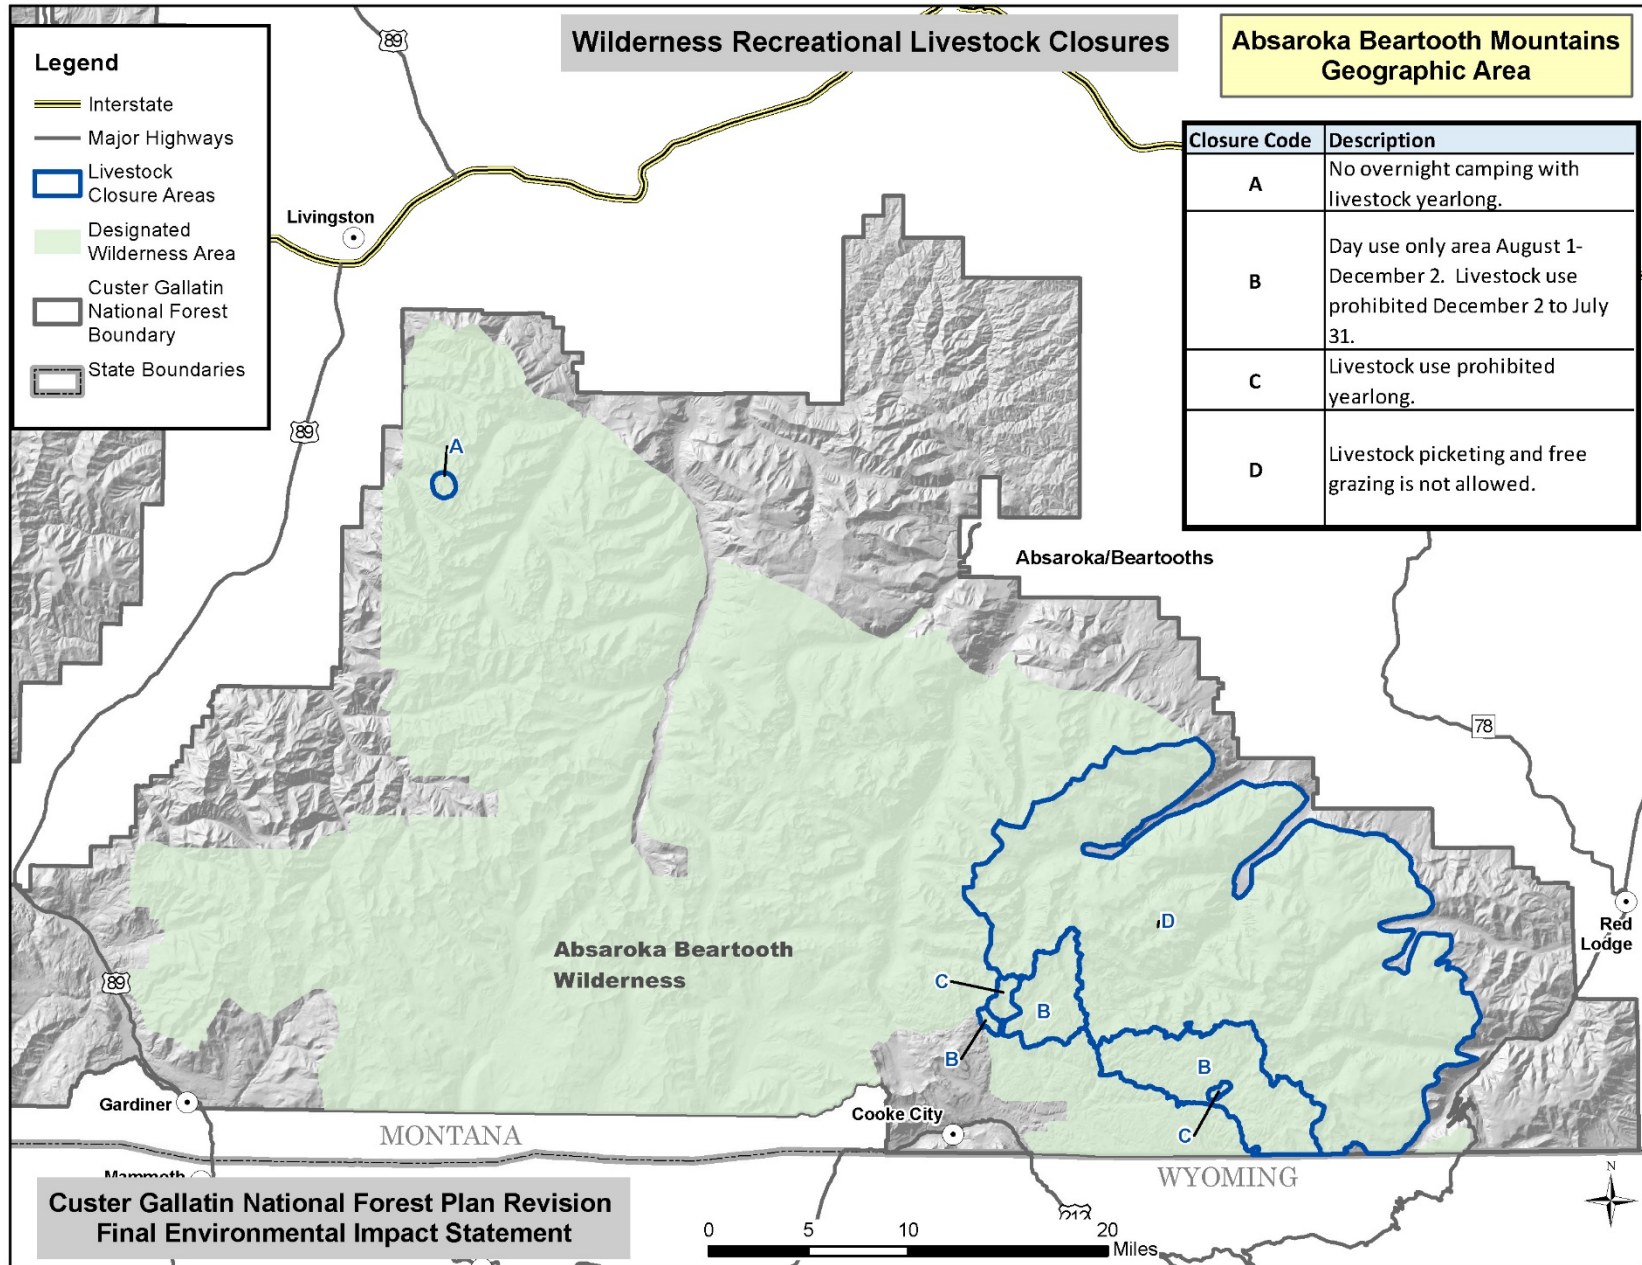 Wilderness Recreational Livestock Closures
Absaroka Beartooth Mountains
Geographic Area
Legend
Interstate
Major Highways
Livestock
Closure Areas
Designated
Wilderness Area
Custer Gallatin
National Forest
Boundary
State Boundaries
Closure Code Description
A No overnight camping with
livestock yearlong.
B Day use only area August 1-
December 2. Livestock use
prohibited December 2 to July
31.
C Livestock use prohibited
yearlong.
D Livestock picketing and free
grazing is not allowed.
89
Livingston
89
A
Absaroka/Beartooths
78
D
Red
Lodge
Absaroka Beartooth
Wilderness
89
C
B
B
B
C
Gardiner
Cooke City
MONTANA
WYOMING
Mammoth
212
N
Custer Gallatin National Forest Plan Revision
Final Environmental Impact Statement
0 5 10 20
Miles